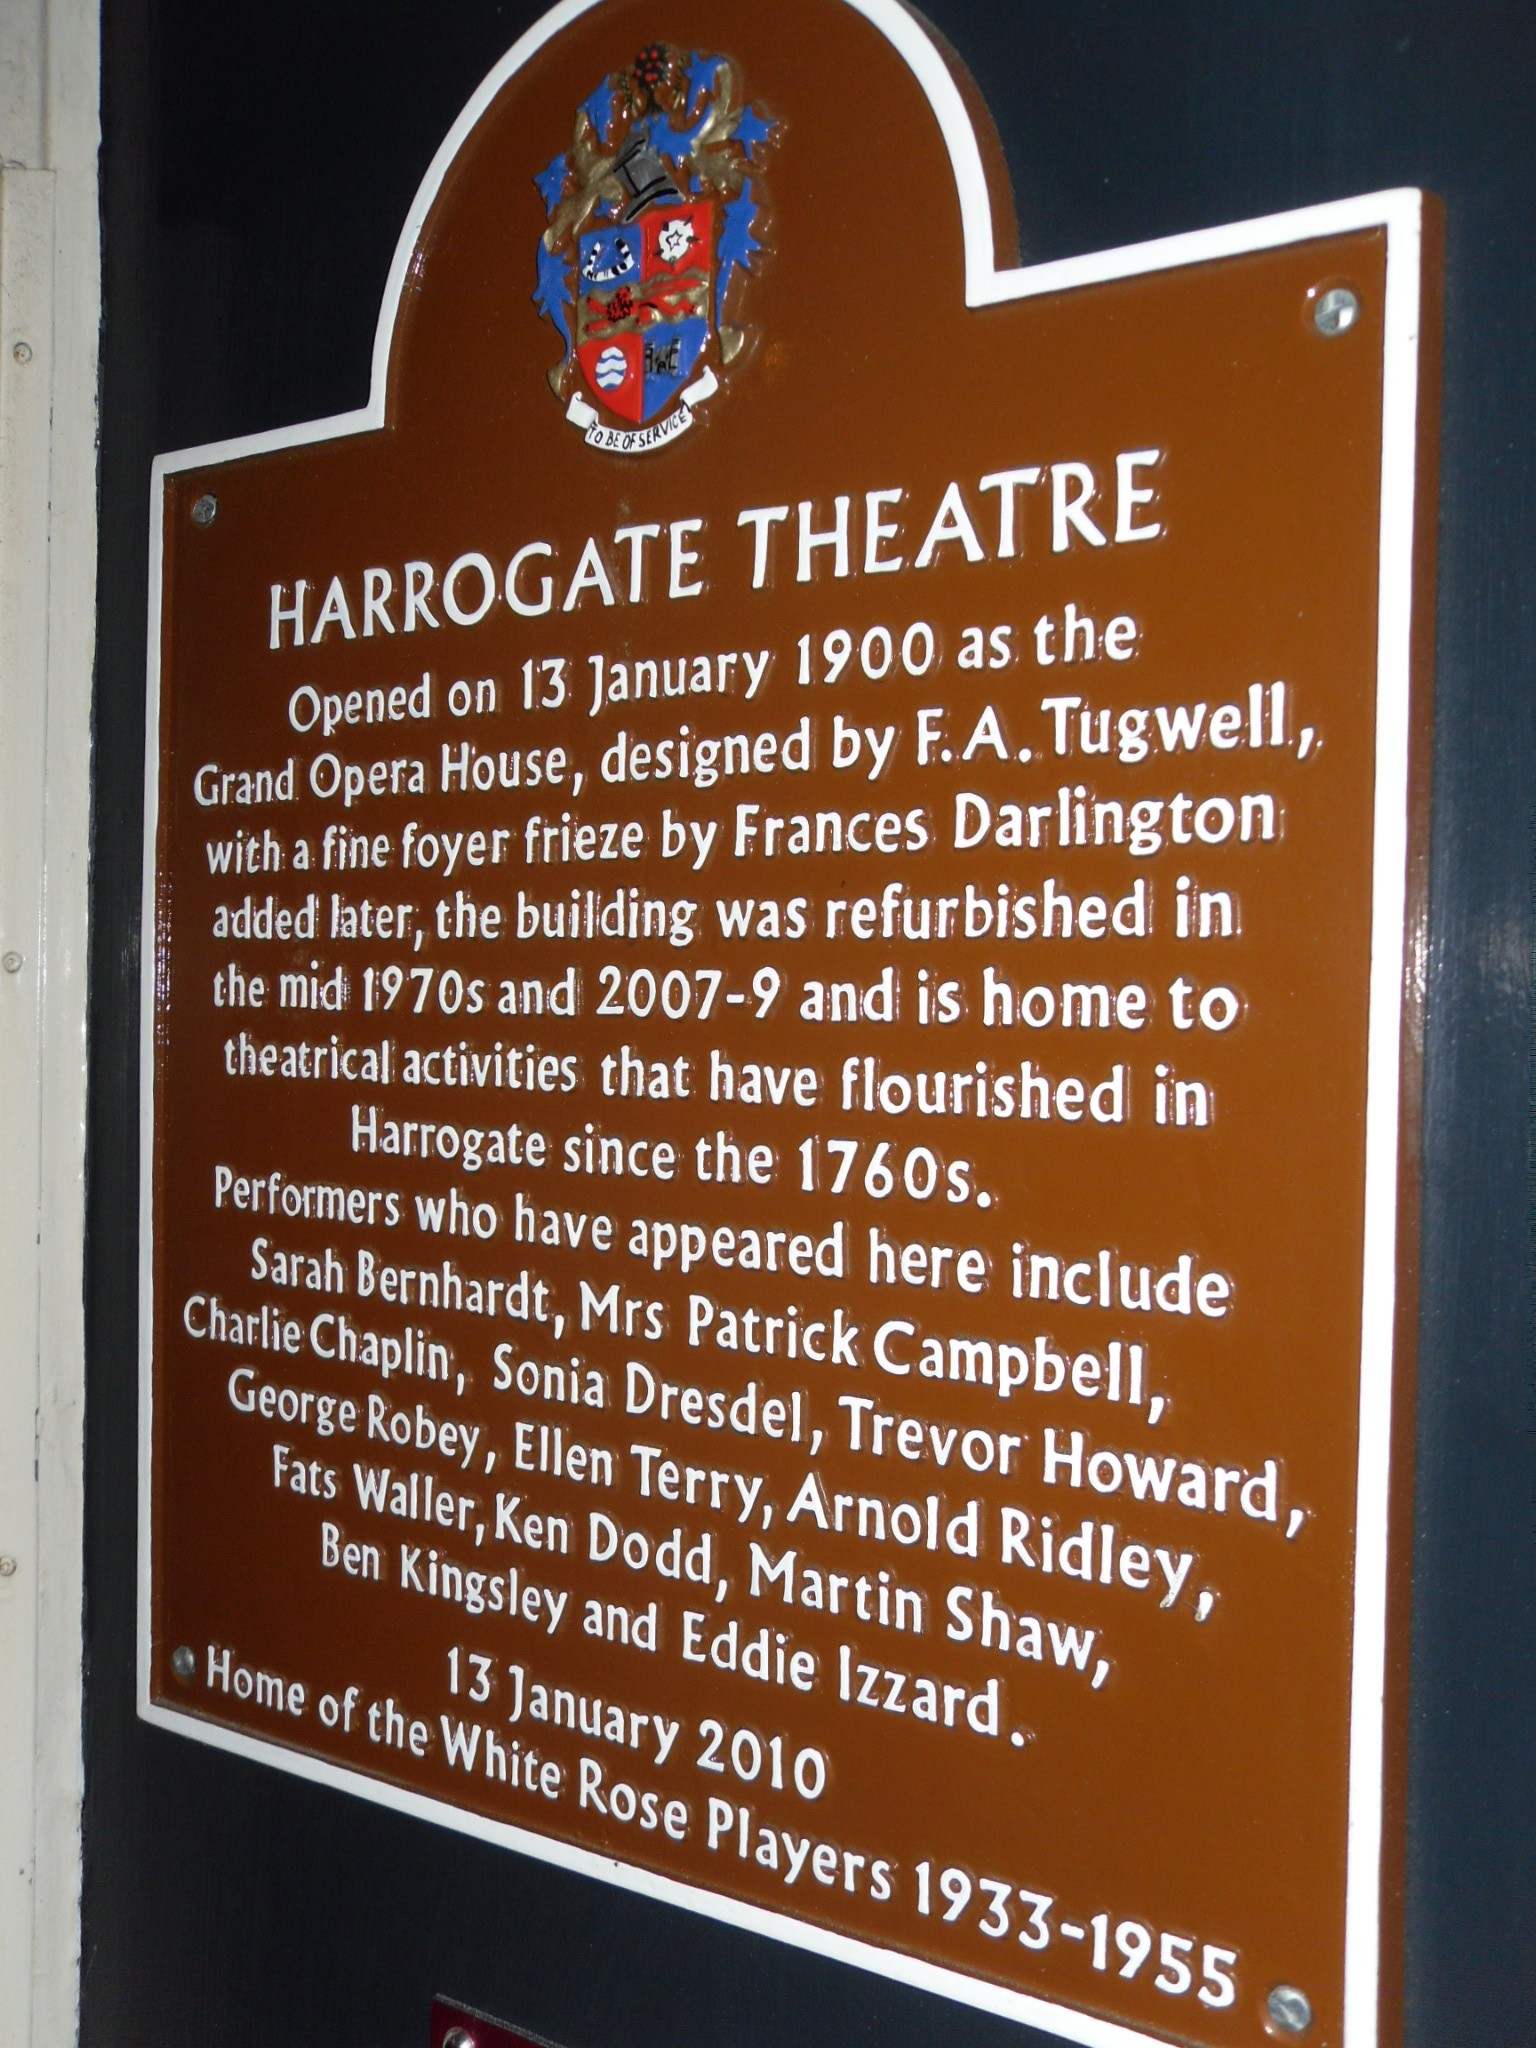 TO BE OF SERVICE
HARROGATE THEATRE
Opened on 13 January 1900 as the
Grand Opera House, designed by F.A. Tugwell,
with a fine foyer frieze by Frances Darlington
added later, the building was refurbished in
the mid 1970s and 2007-9 and is home to
theatrical activities that have flourished in
Harrogate since the 1760s.
Performers who have appeared here include
Sarah Bernhardt, Mrs Patrick Campbell,
Charlie Chaplin, Sonia Dresdel, Trevor Howard,
George Robey, Ellen Terry, Arnold Ridley,
Fats Waller, Ken Dodd, Martin Shaw,
Ben Kingsley and Eddie Izzard.
13 January 2010
Home of the White Rose Players 1933-1955